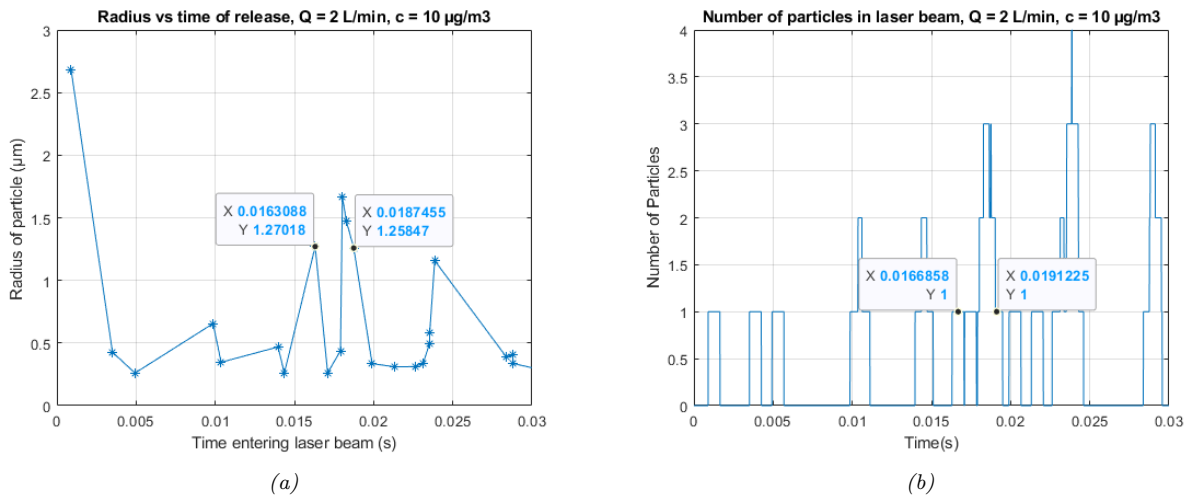 Radius vs time of release, Q = 2 L/min, c = 10 µg/m3
3
2.5
2
1.5
1
0.5
0
Radius of particle (µm)
X 0.0163088
Y 1.27018
X 0.0187455
Y 1.25847
0 0.005 0.01 0.015 0.02 0.025 0.03
Time entering laser beam (s)
(a)
Number of particles in laser beam, Q = 2 L/min, c = 10 µg/m3
4
3.5
3
2.5
2
1.5
1
0.5
0
Number of Particles
X 0.0166858
Y 1
X 0.0191225
Y 1
0 0.005 0.01 0.015 0.02 0.025 0.03
Time(s)
(b)